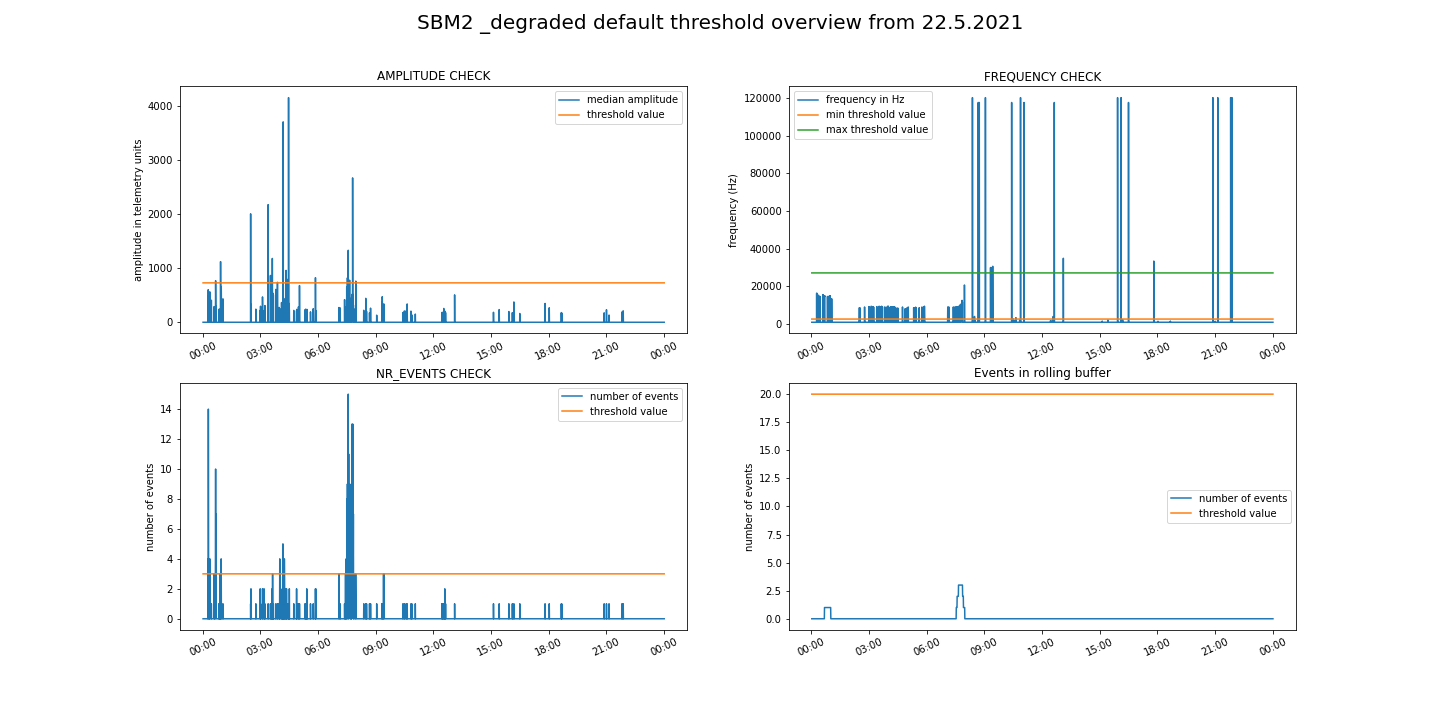 SBM2 _degraded default threshold overview from 22.5.2021
AMPLITUDE CHECK
amplitude in telemetry units
4000
3000
2000
1000
0
median amplitude
threshold value
00:00 03:00 06:00 09:00 12:00 15:00 18:00 21:00 00:00
FREQUENCY CHECK
frequency (Hz)
120000
100000
80000
60000
40000
20000
0
frequency in Hz
min threshold value
max threshold value
00:00 03:00 06:00 09:00 12:00 15:00 18:00 21:00 00:00
NR_EVENTS CHECK
number of events
14
12
10
8
6
4
2
0
number of events
threshold value
00:00 03:00 06:00 09:00 12:00 15:00 18:00 21:00 00:00
Events in rolling buffer
number of events
20.0
17.5
15.0
12.5
10.0
7.5
5.0
2.5
0.0
number of events
threshold value
00:00 03:00 06:00 09:00 12:00 15:00 18:00 21:00 00:00